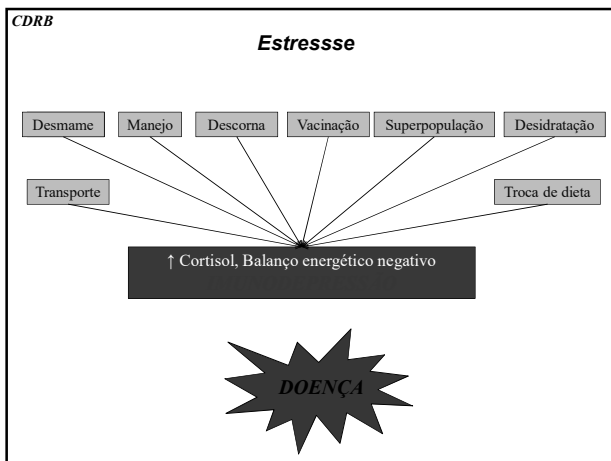 CDRB
Estressse
Desmame
Manejo
Descorna
Vacinação
Superpopulação
Desidratação
Transporte
Troca de dieta
↑ Cortisol, Balanço energético negativo
DOENÇA